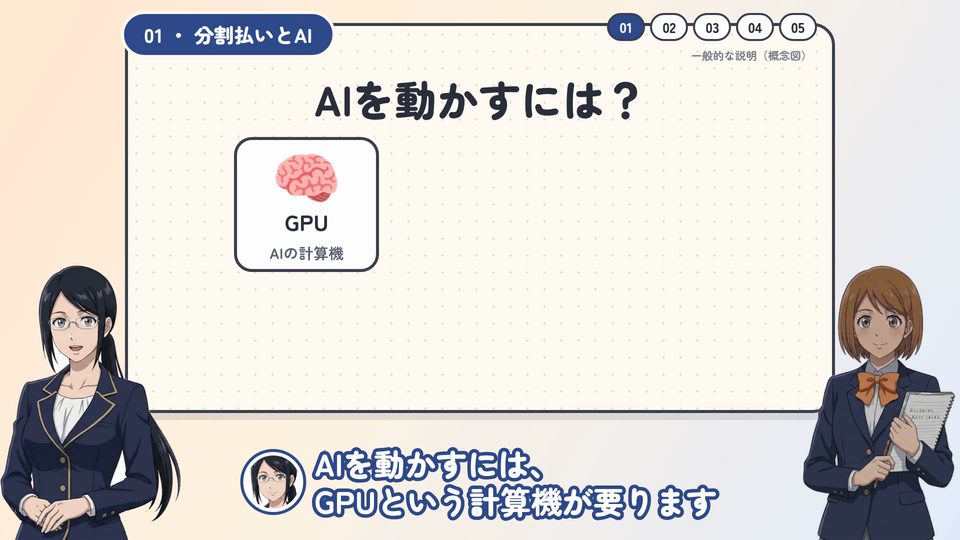 01 ・ 分割払いとAI
01 02 03 04 05
一般的な説明（概念図）
AIを動かすには？
GPU
AIの計算機
AIを動かすには、
GPUという計算機が要ります